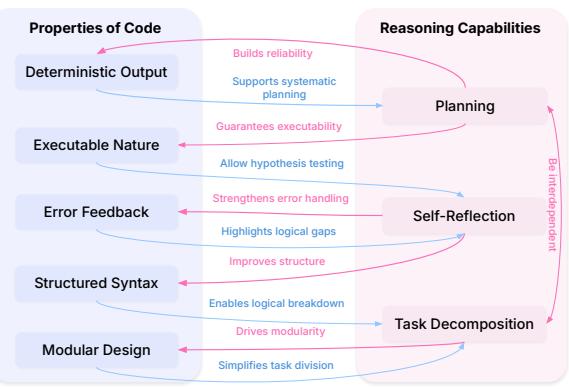 Properties of Code
Reasoning Capabilities
Builds reliability
Deterministic Output
Supports systematic
planning
Planning
Guarantees executability
Executable Nature
Allow hypothesis testing
Be interdependent
Strengthens error handling
Error Feedback
Self-Reflection
Highlights logical gaps
Improves structure
Structured Syntax
Enables logical breakdown
Task Decomposition
Drives modularity
Modular Design
Simplifies task division